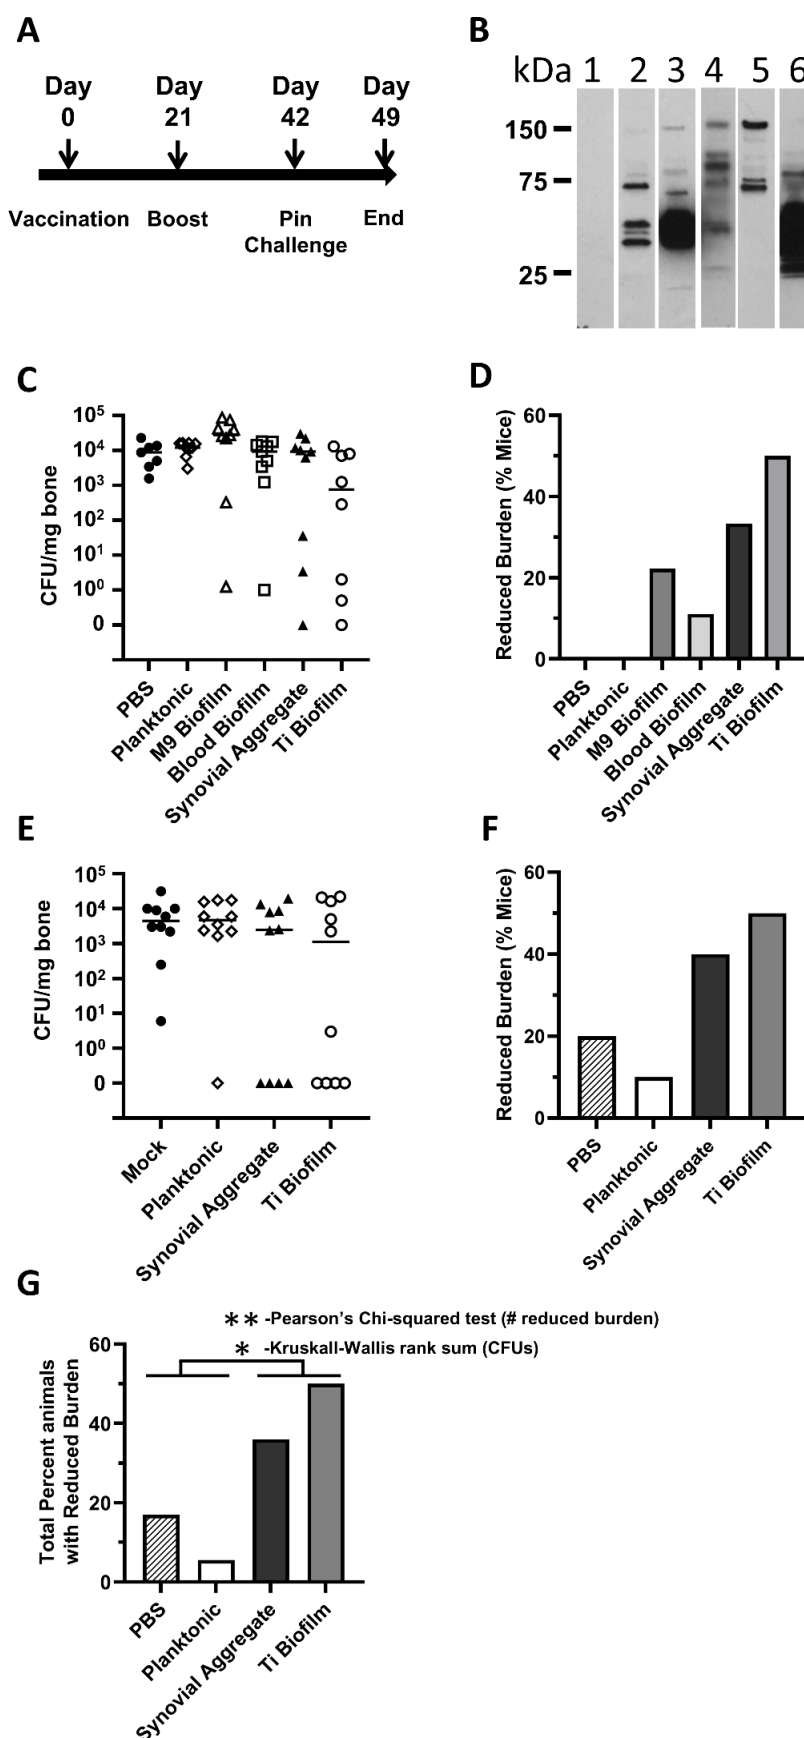 A
Day Day Day Day
0 21 42 49
Vaccination Boost Pin Challenge End
B
kDa 1 2 3 4 5 6
150
75
25
C
CFU/mg bone
10⁵
10⁴
10³
10²
10¹
10⁰
0
PBS
Planktonic
M9 Biofilm
Blood Biofilm
Synovial Aggregate
Ti Biofilm
D
Reduced Burden (% Mice)
60
40
20
0
PBS
Planktonic
M9 Biofilm
Blood Biofilm
Synovial Aggregate
Ti Biofilm
E
CFU/mg bone
10⁵
10⁴
10³
10²
10¹
10⁰
0
Mock
Planktonic
Synovial Aggregate
Ti Biofilm
F
Reduced Burden (% Mice)
60
40
20
0
PBS
Planktonic
Synovial Aggregate
Ti Biofilm
G
** -Pearson's Chi-squared test (# reduced burden)
* -Kruskall-Wallis rank sum (CFUs)
Total Percent animals
with Reduced Burden
60
40
20
0
PBS
Planktonic
Synovial Aggregate
Ti Biofilm